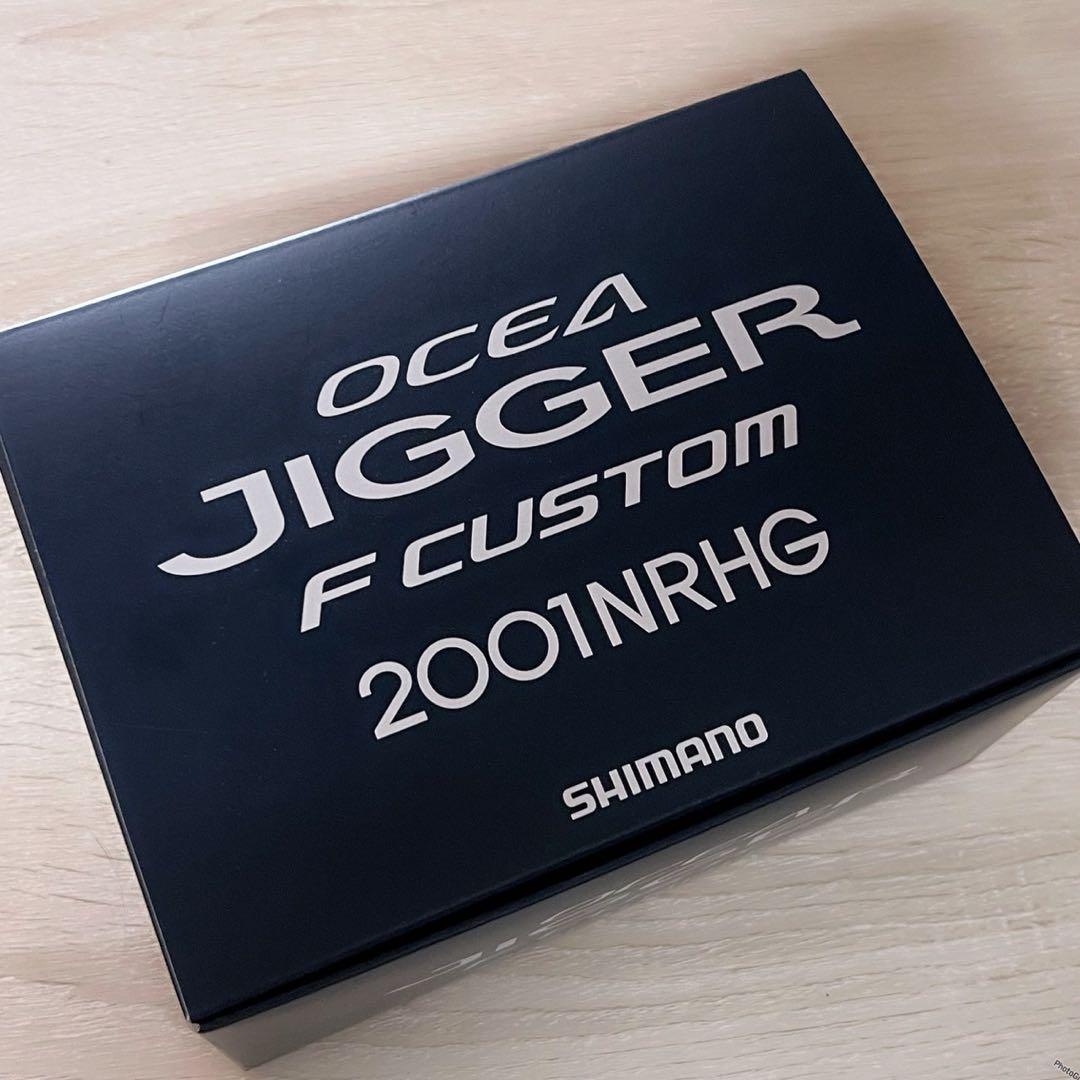 OCEA
JIGGER
F CUSTOM
2001NRHG
SHIMANO